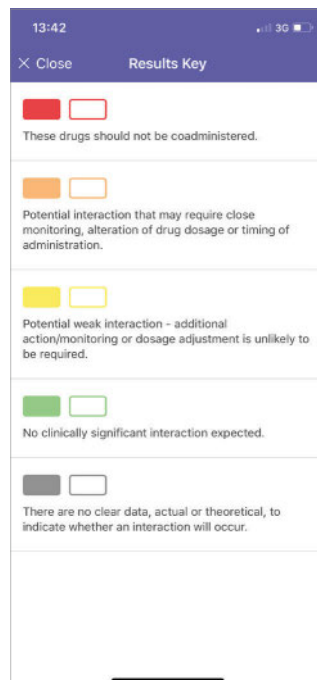 13:42
3G
× Close
Results Key
These drugs should not be coadministered.
Potential interaction that may require close
monitoring, alteration of drug dosage or timing of
administration.
Potential weak interaction - additional
action/monitoring or dosage adjustment is unlikely to
be required.
No clinically significant interaction expected.
There are no clear data, actual or theoretical, to
indicate whether an interaction will occur.